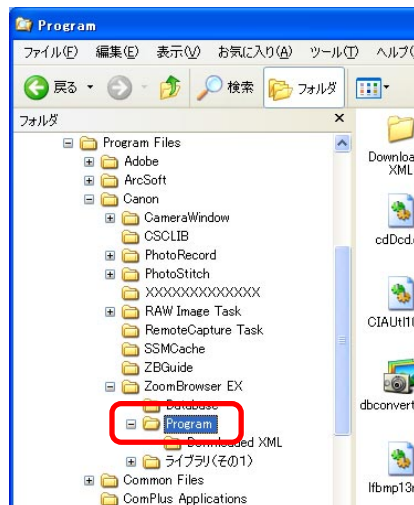 Program
ファイル(F) 編集(E) 表示(V) お気に入り(A) ツール(T) ヘルプ(
戻る 検索 フォルダ
フォルダ ×
Program Files
Adobe
ArcSoft
Canon
CameraWindow
CSCLIB
PhotoRecord
PhotoStitch
XXXXXXXXXXXXX
RAW Image Task
RemoteCapture Task
SSMCache
ZBGuide
ZoomBrowser EX
Database
Program
Downloaded XML
ライブラリ(その1)
Common Files
ComPlus Applications
Downloa
XML
cdDcd.
CIAUtl1
dbconvert
lfbmp13